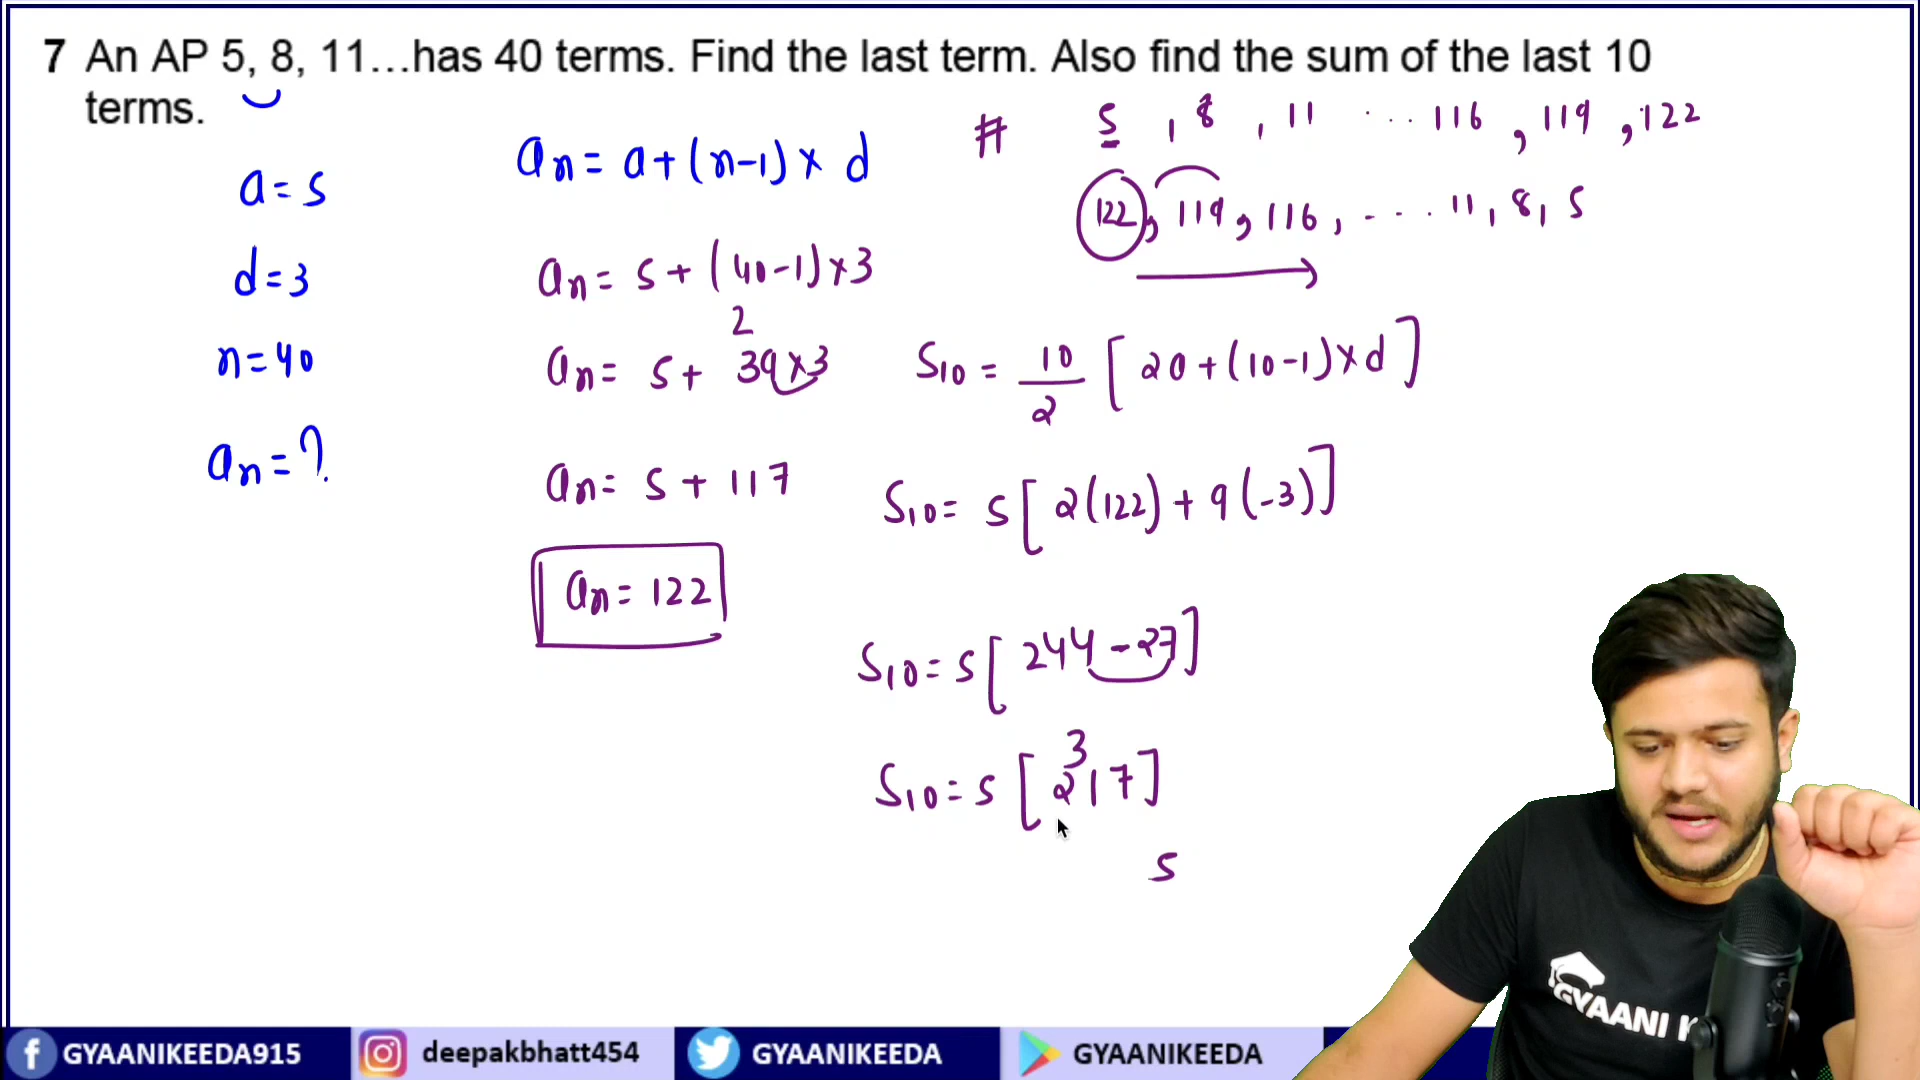 7 An AP 5, 8, 11...has 40 terms. Find the last term. Also find the sum of the last 10
terms.
a = 5
d = 3
n = 40
an = ?
an = a + (n-1) × d
an = 5 + (40-1) × 3
2
an = 5 + 39 × 3
an = 5 + 117
an = 122
# 5, 8, 11 ... 116, 119, 122
122, 119, 116, .... 11, 8, 5
S10 = 10/2 [2a + (10-1) × d]
S10 = 5 [2(122) + 9(-3)]
S10 = 5 [244 - 27]
3
S10 = 5 [217]
5
GYAANI K
GYAANIKEEDA915 deepakbhatt454 GYAANIKEEDA GYAANIKEEDA